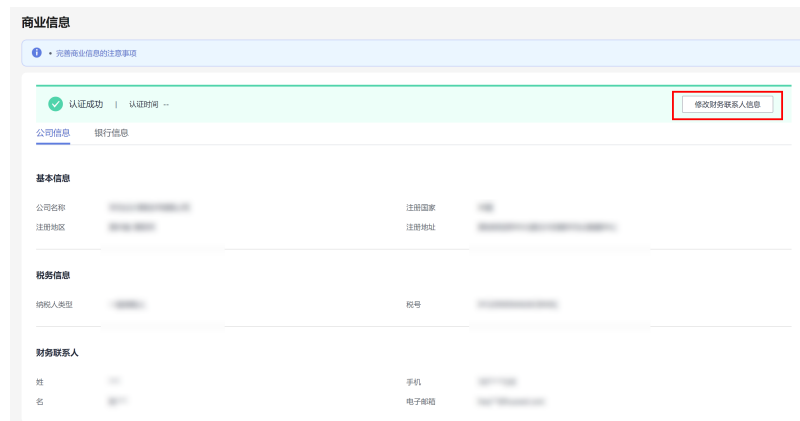 商业信息
• 完善商业信息的注意事项
认证成功 | 认证时间 --
修改财务联系人信息
公司信息 银行信息
基本信息
公司名称 注册国家
注册地区 注册地址
税务信息
纳税人类型 税号
财务联系人
姓 手机
名 电子邮箱